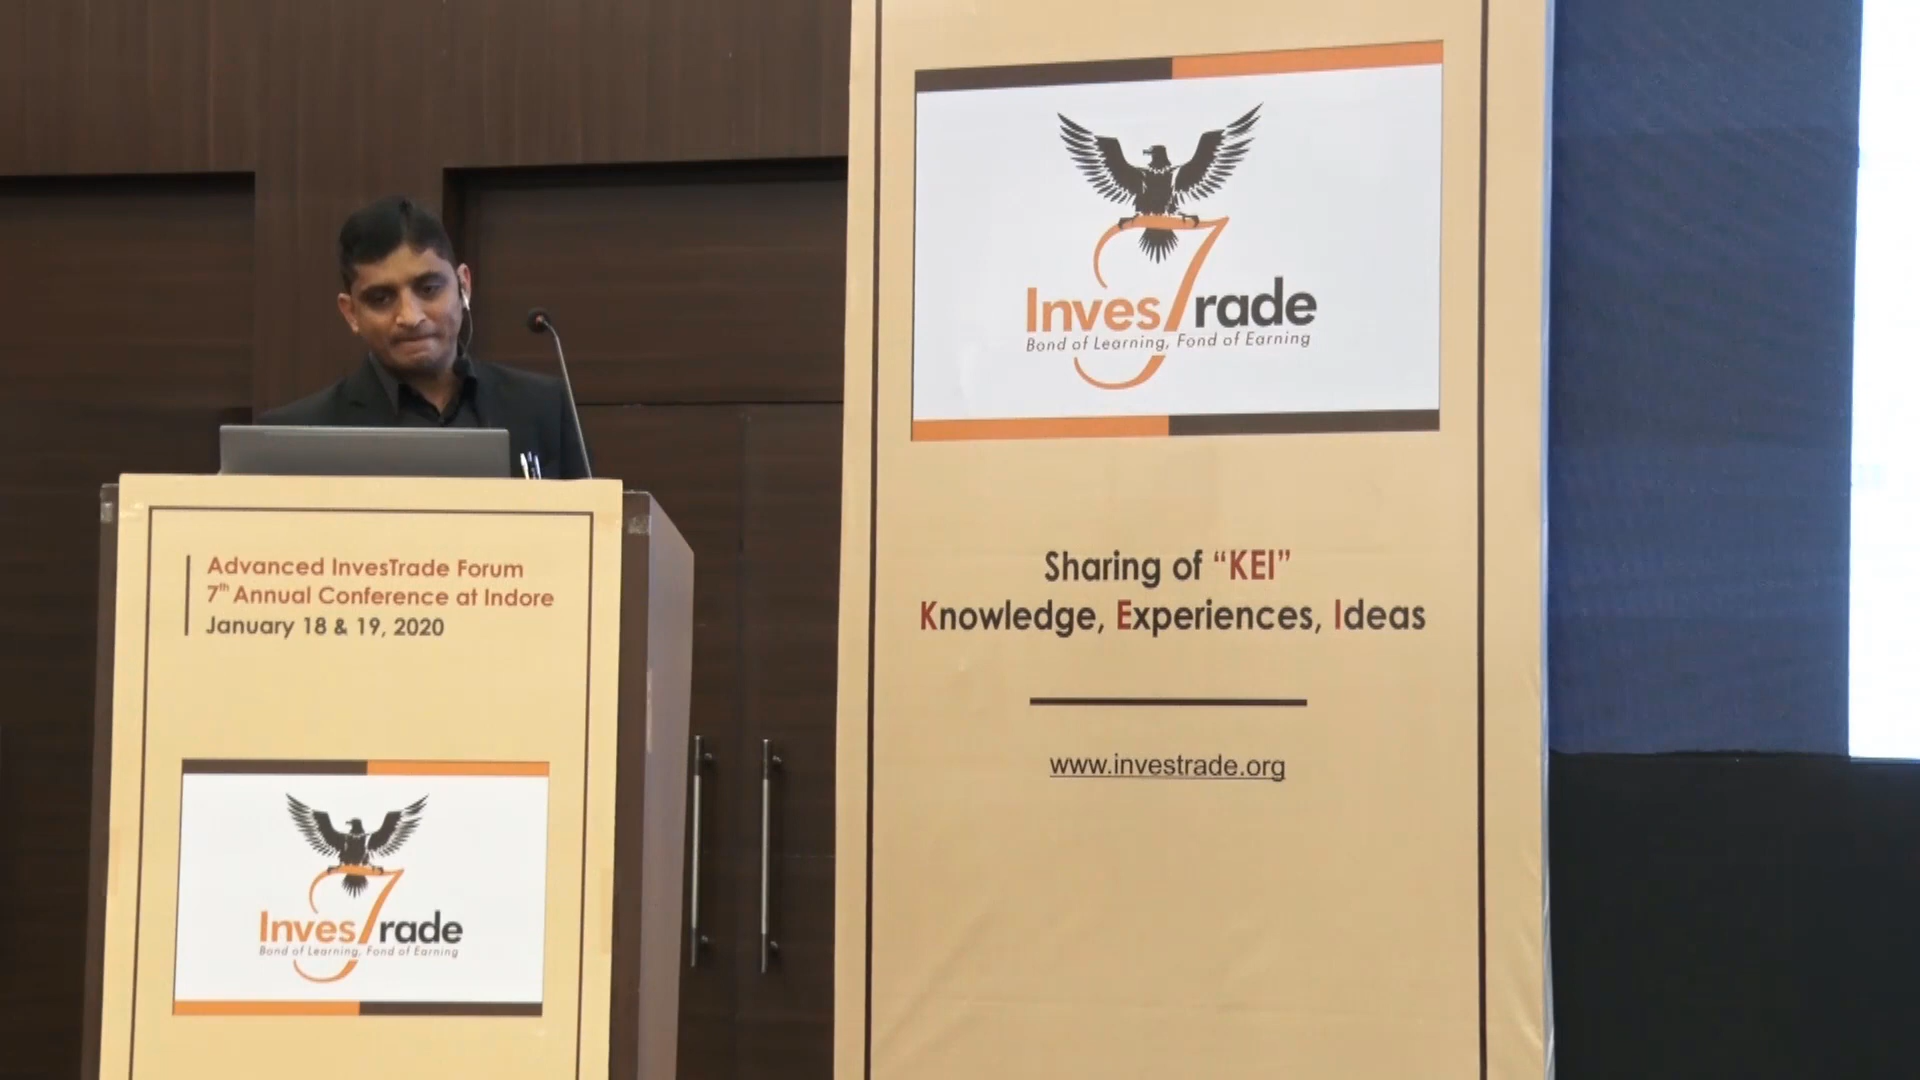 Advanced InvesTrade Forum
7th Annual Conference at Indore
January 18 & 19, 2020
InvesTrade
Bond of Learning, Fond of Earning
InvesTrade
Bond of Learning, Fond of Earning
Sharing of “KEI”
Knowledge, Experiences, Ideas
www.investrade.org